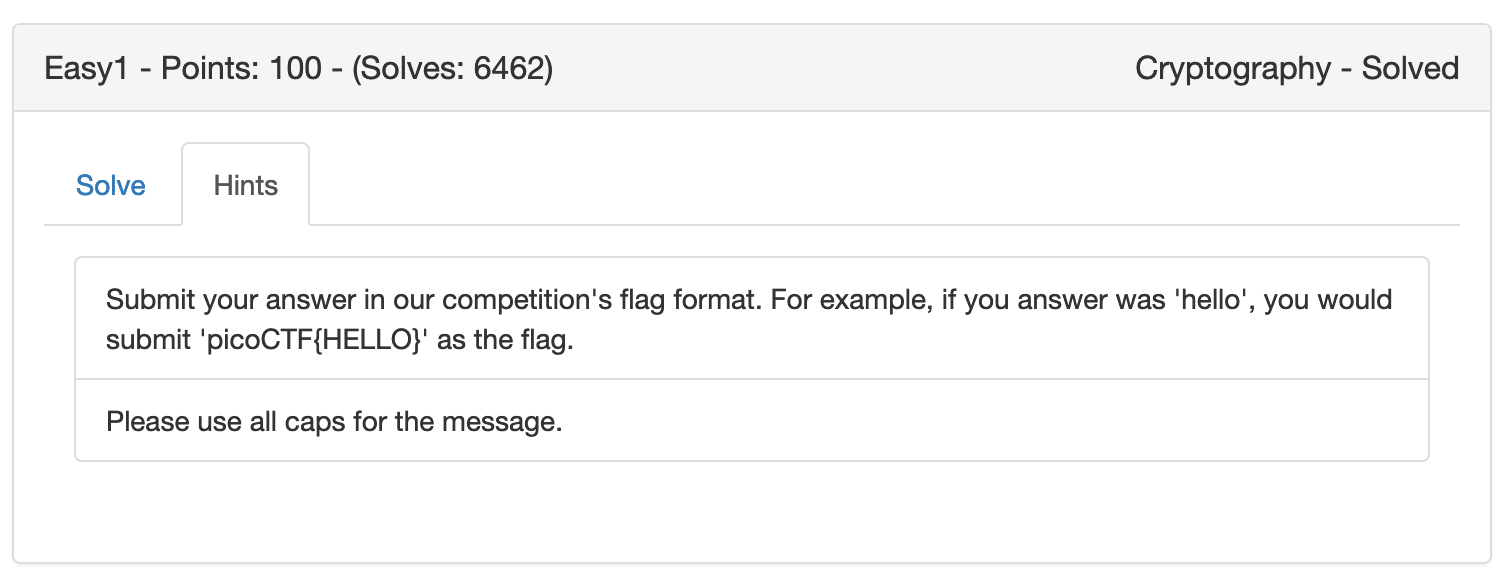 Easy1 - Points: 100 - (Solves: 6462)
Cryptography - Solved
Solve
Hints
Submit your answer in our competition's flag format. For example, if you answer was 'hello', you would
submit 'picoCTF{HELLO}' as the flag.
Please use all caps for the message.